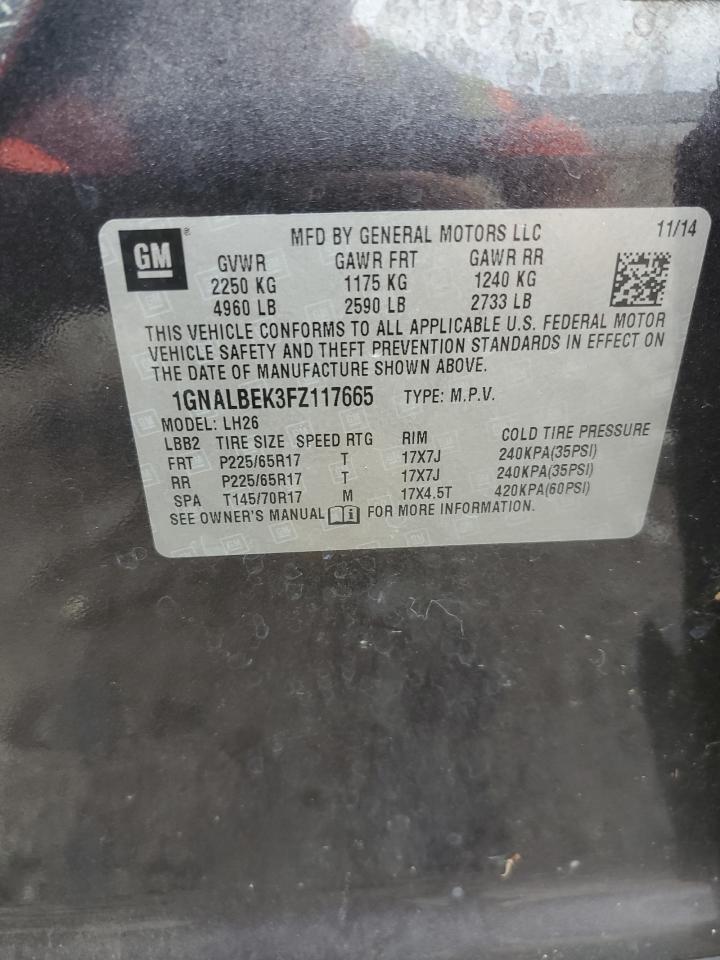 GM ® MFD BY GENERAL MOTORS LLC 11/14
GVWR GAWR FRT GAWR RR
2250 KG 1175 KG 1240 KG
4960 LB 2590 LB 2733 LB
THIS VEHICLE CONFORMS TO ALL APPLICABLE U.S. FEDERAL MOTOR
VEHICLE SAFETY AND THEFT PREVENTION STANDARDS IN EFFECT ON
THE DATE OF MANUFACTURE SHOWN ABOVE.
1GNALBEK3FZ117665 TYPE: M.P.V.
MODEL: LH26
LBB2 TIRE SIZE SPEED RTG RIM COLD TIRE PRESSURE
FRT P225/65R17 T 17X7J 240KPA(35PSI)
RR P225/65R17 T 17X7J 240KPA(35PSI)
SPA T145/70R17 M 17X4.5T 420KPA(60PSI)
SEE OWNER'S MANUAL FOR MORE INFORMATION.